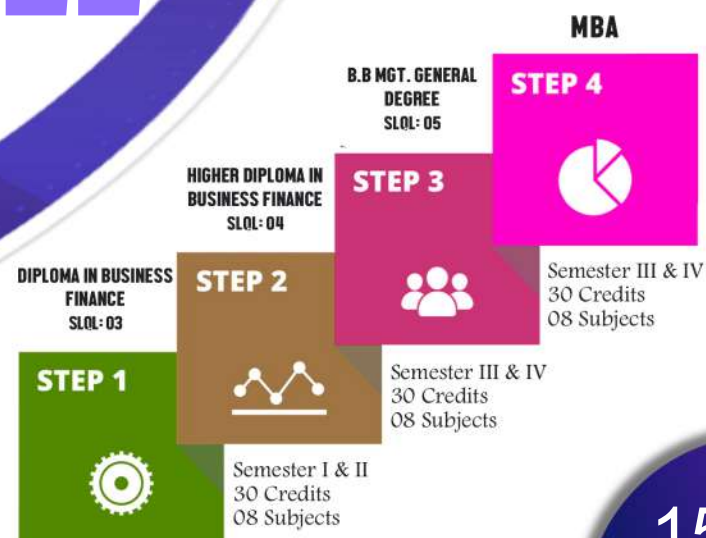 MBA
STEP 4
B.B MGT. GENERAL
DEGREE
SLQL: 05
STEP 3
HIGHER DIPLOMA IN
BUSINESS FINANCE
SLQL: 04
STEP 2
DIPLOMA IN BUSINESS
FINANCE
SLQL: 03
STEP 1
Semester III & IV
30 Credits
08 Subjects
Semester III & IV
30 Credits
08 Subjects
Semester I & II
30 Credits
08 Subjects